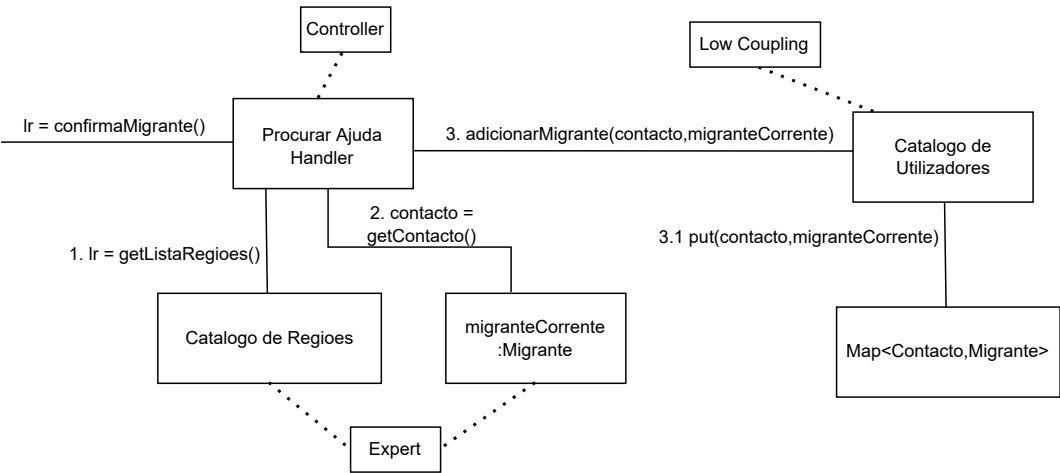 Controller
Low Coupling
lr = confirmaMigrante()
Procurar Ajuda
Handler
3. adicionarMigrante(contacto,migranteCorrente)
Catalogo de
Utilizadores
2. contacto =
getContacto()
1. lr = getListaRegioes()
3.1 put(contacto,migranteCorrente)
Catalogo de Regioes
migranteCorrente
:Migrante
Map<Contacto,Migrante>
Expert